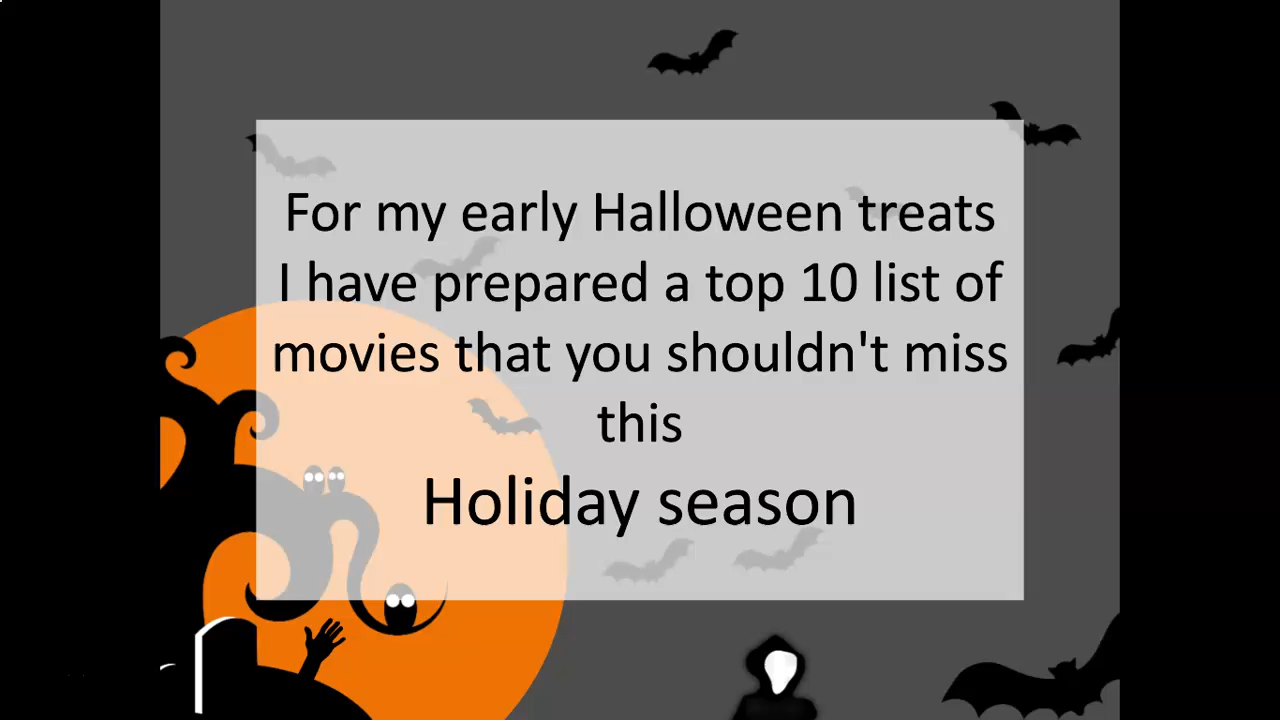 For my early Halloween treats
I have prepared a top 10 list of
movies that you shouldn't miss
this
Holiday season